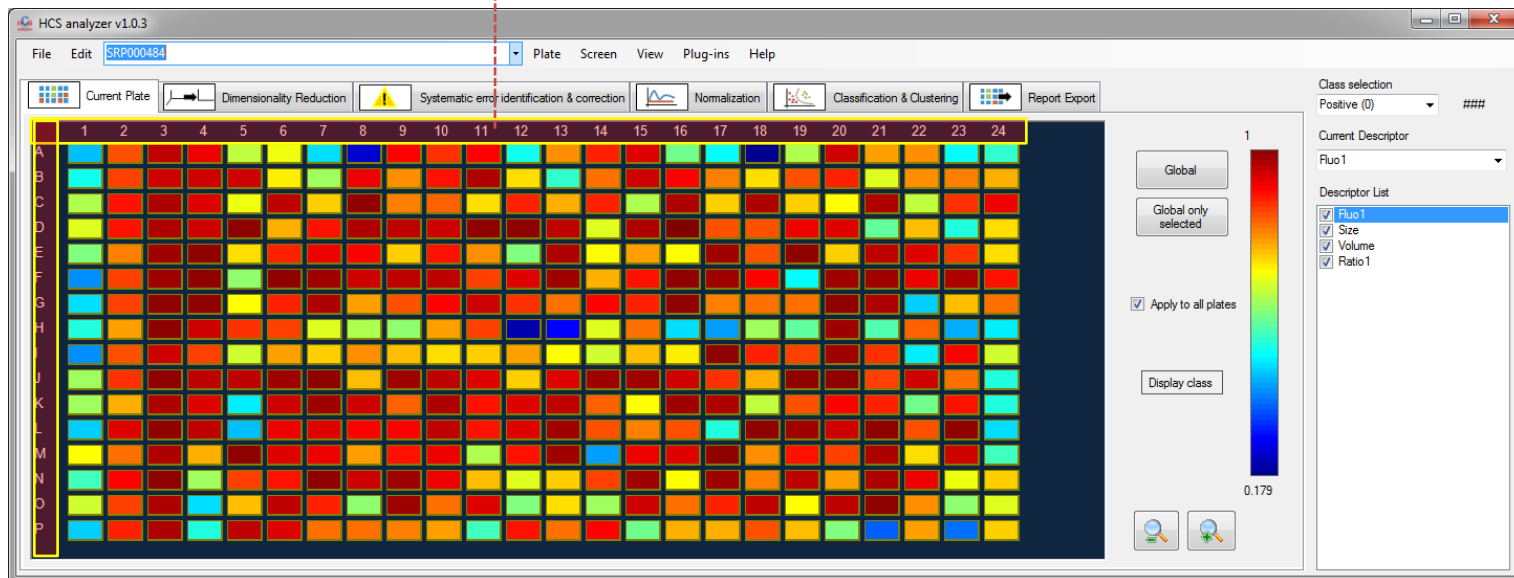 HCS analyzer v1.0.3
File Edit SRP000484 Plate Screen View Plug-ins Help
Current Plate Dimensionality Reduction Systematic error identification & correction Normalization Classification & Clustering Report Export
Class selection
Positive (0) ###
Current Descriptor
Fluo1
Descriptor List
Fluo1
Size
Volume
Ratio1
1 2 3 4 5 6 7 8 9 10 11 12 13 14 15 16 17 18 19 20 21 22 23 24
A
B
C
D
E
F
G
H
I
J
K
L
M
N
O
P
Global
Global only
selected
Apply to all plates
Display class
1
0.179